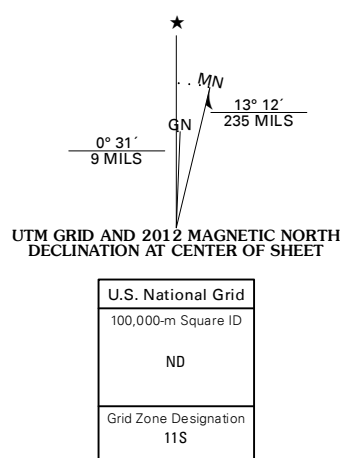 ★
MN
GN
13° 12´
235 MILS
0° 31´
9 MILS
UTM GRID AND 2012 MAGNETIC NORTH
DECLINATION AT CENTER OF SHEET
U.S. National Grid
100,000-m Square ID
ND
Grid Zone Designation
11S